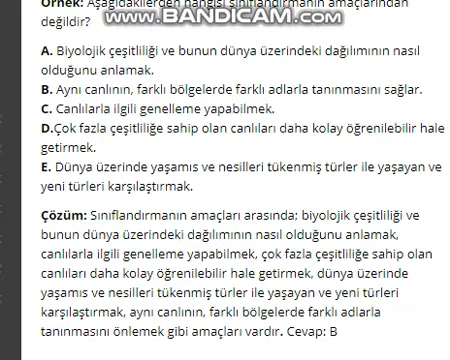 Örnek: Aşağıdakilerden hangisi sınıflandırmanın amaçlarından
www.BANDICAM.com
değildir?
A. Biyolojik çeşitliliği ve bunun dünya üzerindeki dağılımının nasıl
olduğunu anlamak.
B. Aynı canlının, farklı bölgelerde farklı adlarla tanınmasını sağlar.
C. Canlılarla ilgili genelleme yapabilmek.
D.Çok fazla çeşitliliğe sahip olan canlıları daha kolay öğrenilebilir hale
getirmek.
E. Dünya üzerinde yaşamıs ve nesilleri tükenmiş türler ile yaşayan ve
yeni türleri karşılaştırmak.
Çözüm: Sınıflandırmanın amaçları arasında; biyolojik çeşitliliği ve
bunun dünya üzerindeki dağılımının nasıl olduğunu anlamak,
canlılarla ilgili genelleme yapabilmek, çok fazla çeşitliliğe sahip olan
canlıları daha kolay öğrenilebilir hale getirmek, dünya üzerinde
yaşamıs ve nesilleri tükenmiş türler ile yaşayan ve yeni türleri
karşılaştırmak, aynı canlının, farklı bölgelerde farklı adlarla
tanınmasını önlemek gibi amaçları vardır. Cevap: B